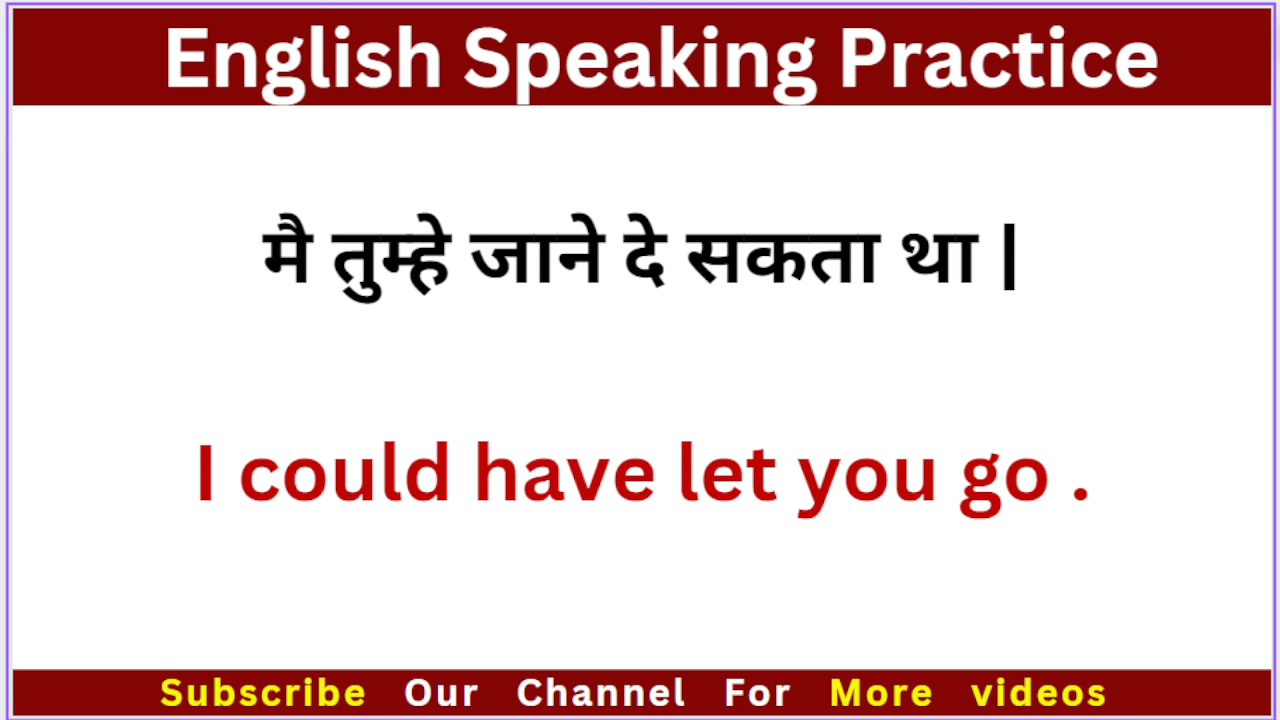 English Speaking Practice
मै तुम्हे जाने दे सकता था |
I could have let you go .
Subscribe Our Channel For More videos